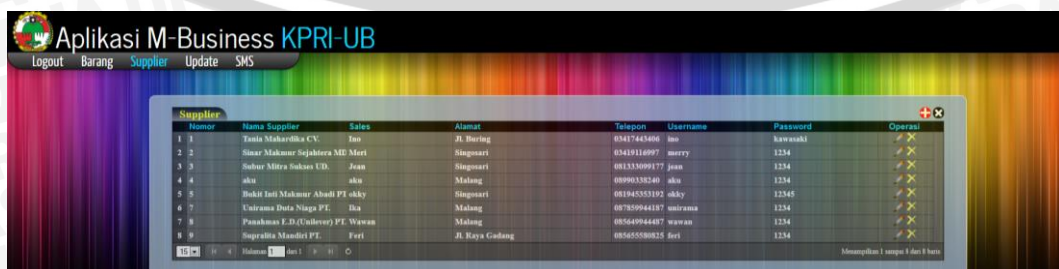 Aplikasi M-Business KPRI-UB
Logout Barang Supplier Update SMS
Supplier
Nomor Nama Supplier Sales Alamat Telepon Username Password Operasi
1 1 Tania Mahardika CV. Ino Jl. Buring 03417443406 ino kawasaki
2 2 Sinar Makmur Sejahtera MD Meri Singosari 03419116997 merry 1234
3 3 Subur Mitra Sukses UD. Jean Singosari 081333009177 jean 1234
4 4 aku aku Malang 08990338240 aku 1234
5 5 Bukit Inti Makmur Abadi PT okky Singosari 081945353192 okky 12345
6 7 Unirama Duta Niaga PT. Ika Malang 087859944187 unirama 1234
7 8 Panahmas E.D.(Unilever) PT. Wawan Malang 085649944487 wawan 1234
8 9 Supralita Mandiri PT. Feri Jl. Raya Gadang 085655580825 feri 1234
15 Halaman 1 dari 1 Menampilkan 1 sampai 8 dari 8 baris